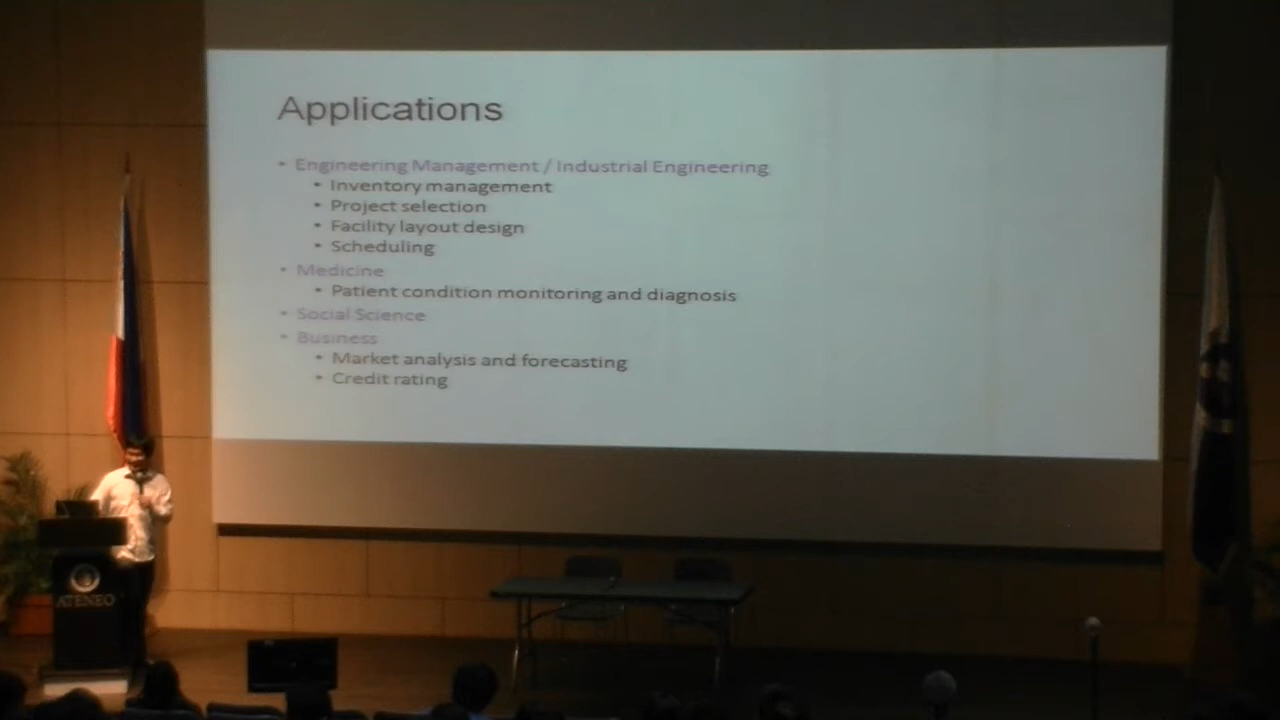 Applications
• Engineering Management / Industrial Engineering
• Inventory management
• Project selection
• Facility layout design
• Scheduling
• Medicine
• Patient condition monitoring and diagnosis
• Social Science
• Business
• Market analysis and forecasting
• Credit rating
ATENEO